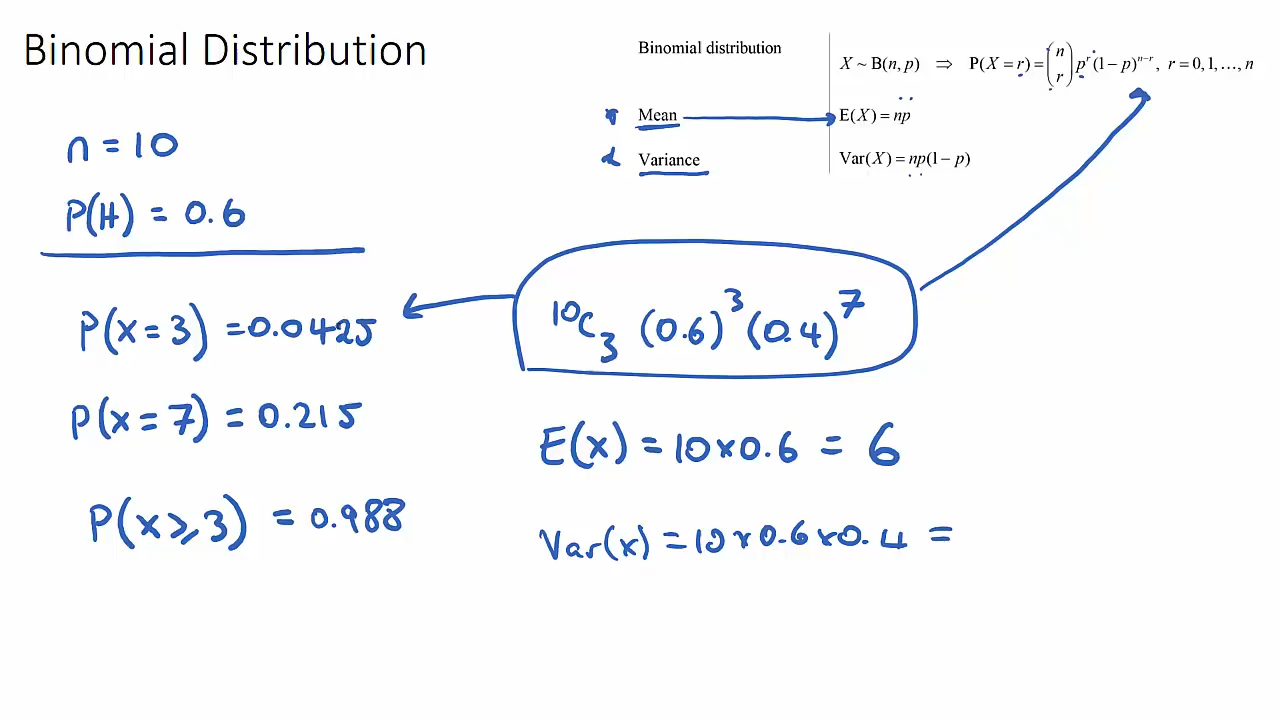 Binomial Distribution
Binomial distribution
X ~ B(n, p) ⇒ P(X = r) = (n r) p^r (1 − p)^{n−r}, r = 0, 1, …, n
Mean
E(X) = np
Variance
Var(X) = np(1 − p)
n = 10
P(H) = 0.6
P(x = 3) = 0.0425
P(x = 7) = 0.215
P(x ⩾ 3) = 0.988
¹⁰C₃ (0.6)³ (0.4)⁷
E(x) = 10 × 0.6 = 6
Var(x) = 10 × 0.6 × 0.4 =